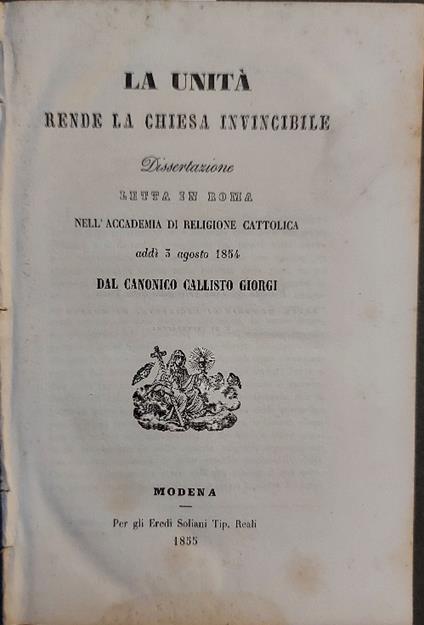 LA UNITÀ
RENDE LA CHIESA INVINCIBILE
Dissertazione
LETTA IN ROMA
NELL'ACCADEMIA DI RELIGIONE CATTOLICA
addì 3 agosto 1854
DAL CANONICO CALLISTO GIORGI
MODENA
Per gli Eredi Soliani Tip. Reali
1855